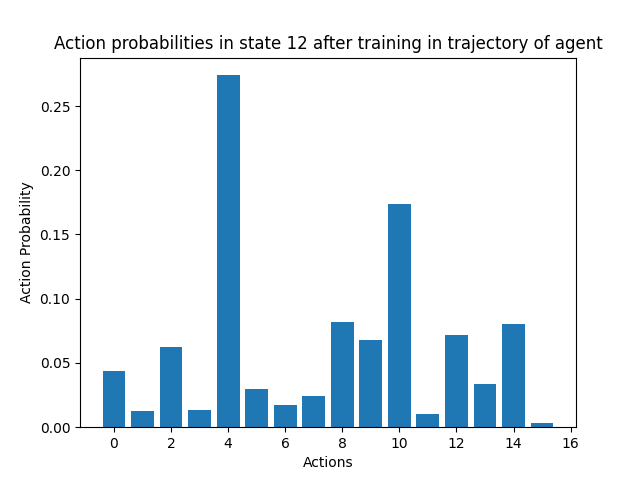 Action probabilities in state 12 after training in trajectory of agent
0.25
0.20
0.15
0.10
0.05
0.00
Action Probability
0 2 4 6 8 10 12 14 16
Actions